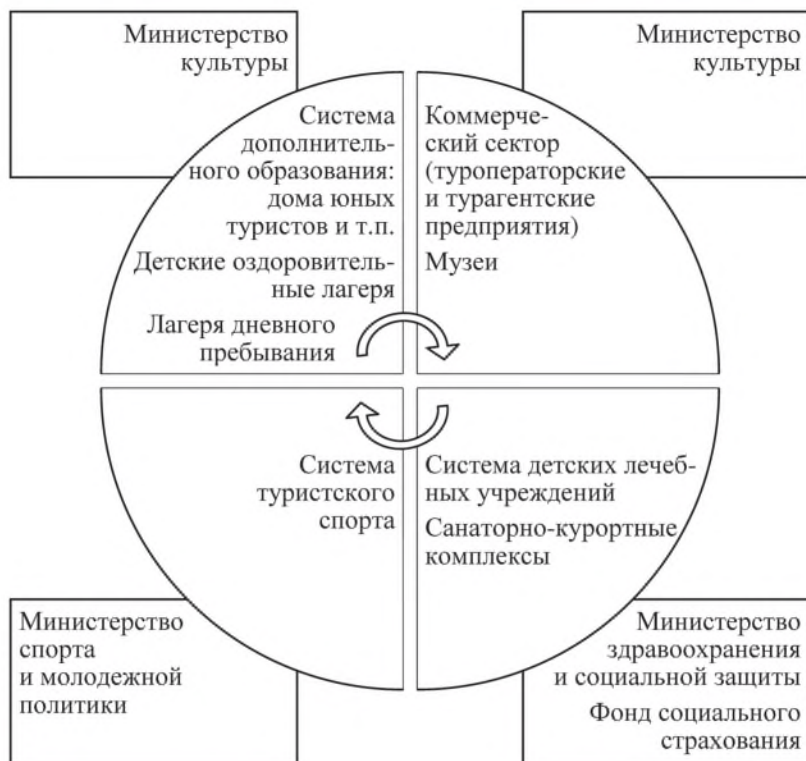 Министерство
культуры
Министерство
культуры
Система
дополнитель-
ного образования:
дома юных
туристов и т.п.
Детские оздоровитель-
ные лагеря
Лагеря дневного
пребывания
Коммерче-
ский сектор
(туроператорские
и турагентские
предприятия)
Музеи
Система
туристского
спорта
Система детских лечеб-
ных учреждений
Санаторно-курортные
комплексы
Министерство
спорта
и молодежной
политики
Министерство
здравоохранения
и социальной защиты
Фонд социального
страхования